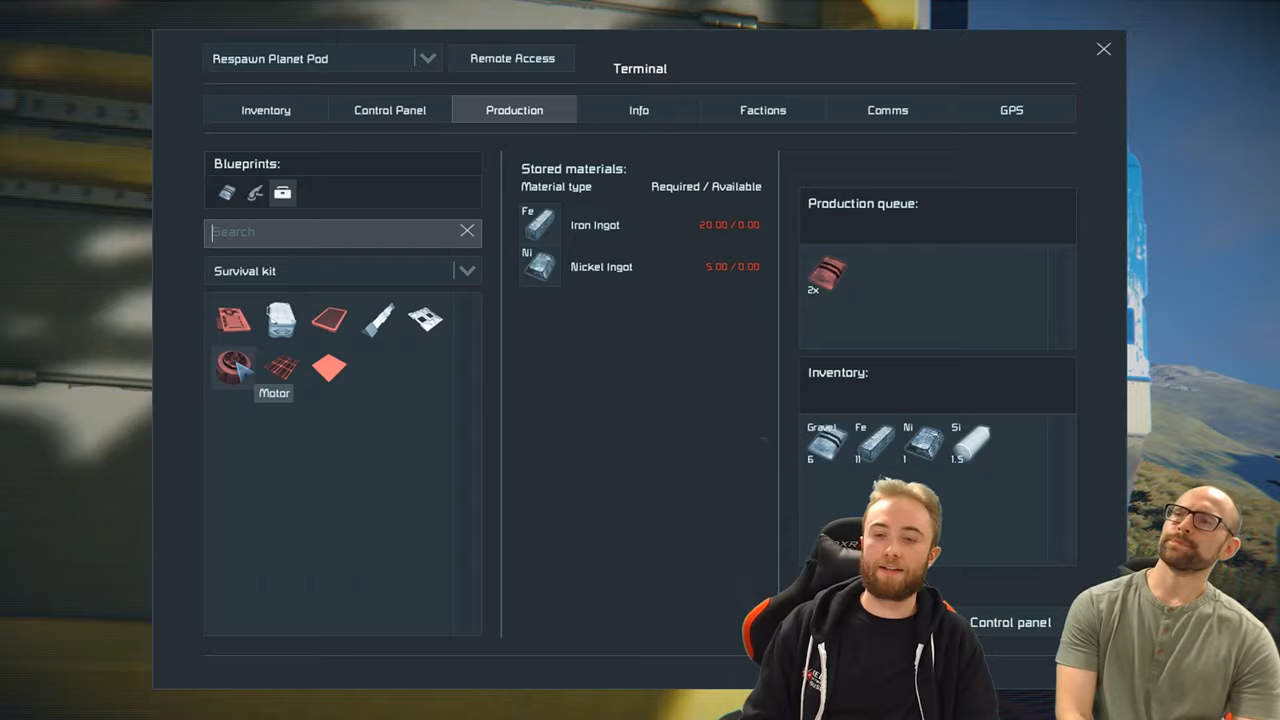 Respawn Planet Pod
Remote Access
Terminal
Inventory
Control Panel
Production
Info
Factions
Comms
GPS
Blueprints:
Search
Survival kit
Motor
Stored materials:
Material type
Required / Available
Fe
Iron Ingot
20.00 / 0.00
Ni
Nickel Ingot
5.00 / 0.00
Production queue:
2x
Inventory:
Gravel
Fe
Ni
Si
6
11
1
1.5
Control panel